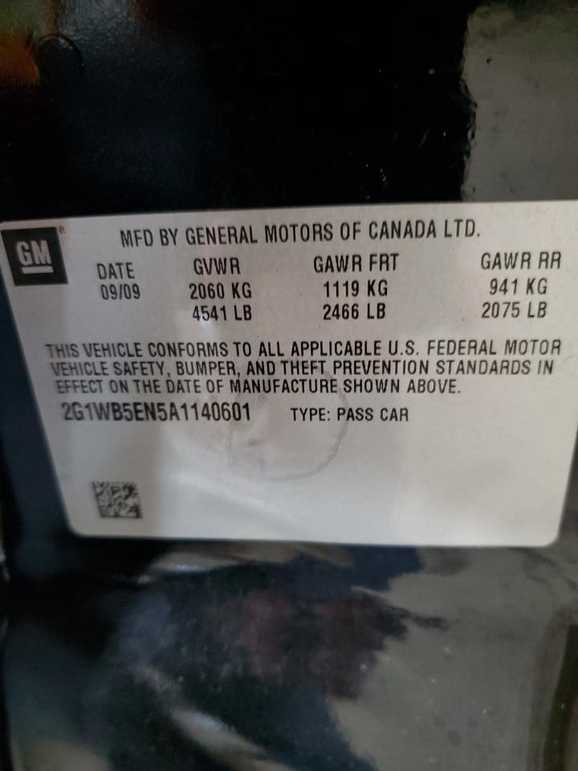 GM®
MFD BY GENERAL MOTORS OF CANADA LTD.
DATE GVWR GAWR FRT GAWR RR
09/09 2060 KG 1119 KG 941 KG
4541 LB 2466 LB 2075 LB
THIS VEHICLE CONFORMS TO ALL APPLICABLE U.S. FEDERAL MOTOR
VEHICLE SAFETY, BUMPER, AND THEFT PREVENTION STANDARDS IN
EFFECT ON THE DATE OF MANUFACTURE SHOWN ABOVE.
2G1WB5EN5A1140601 TYPE: PASS CAR